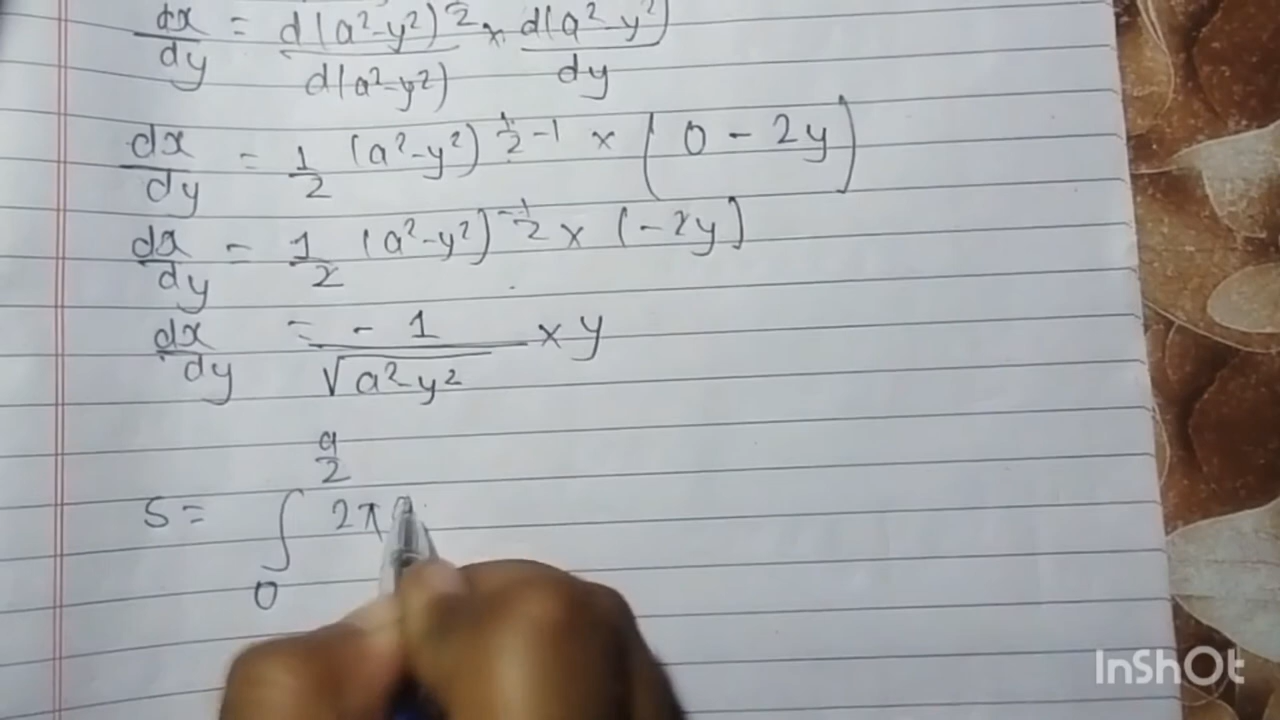 dx/dy = d(a²-y²)^½/d(a²-y²) × d(a²-y²)/dy
dx/dy = 1/2 (a²-y²)^(1/2-1) × (0-2y)
dx/dy = 1/2 (a²-y²)^(-1/2) × (-2y)
dx/dy = -1/√a²y² × y
S = ∫₀^(a/2) 2π
InShOt